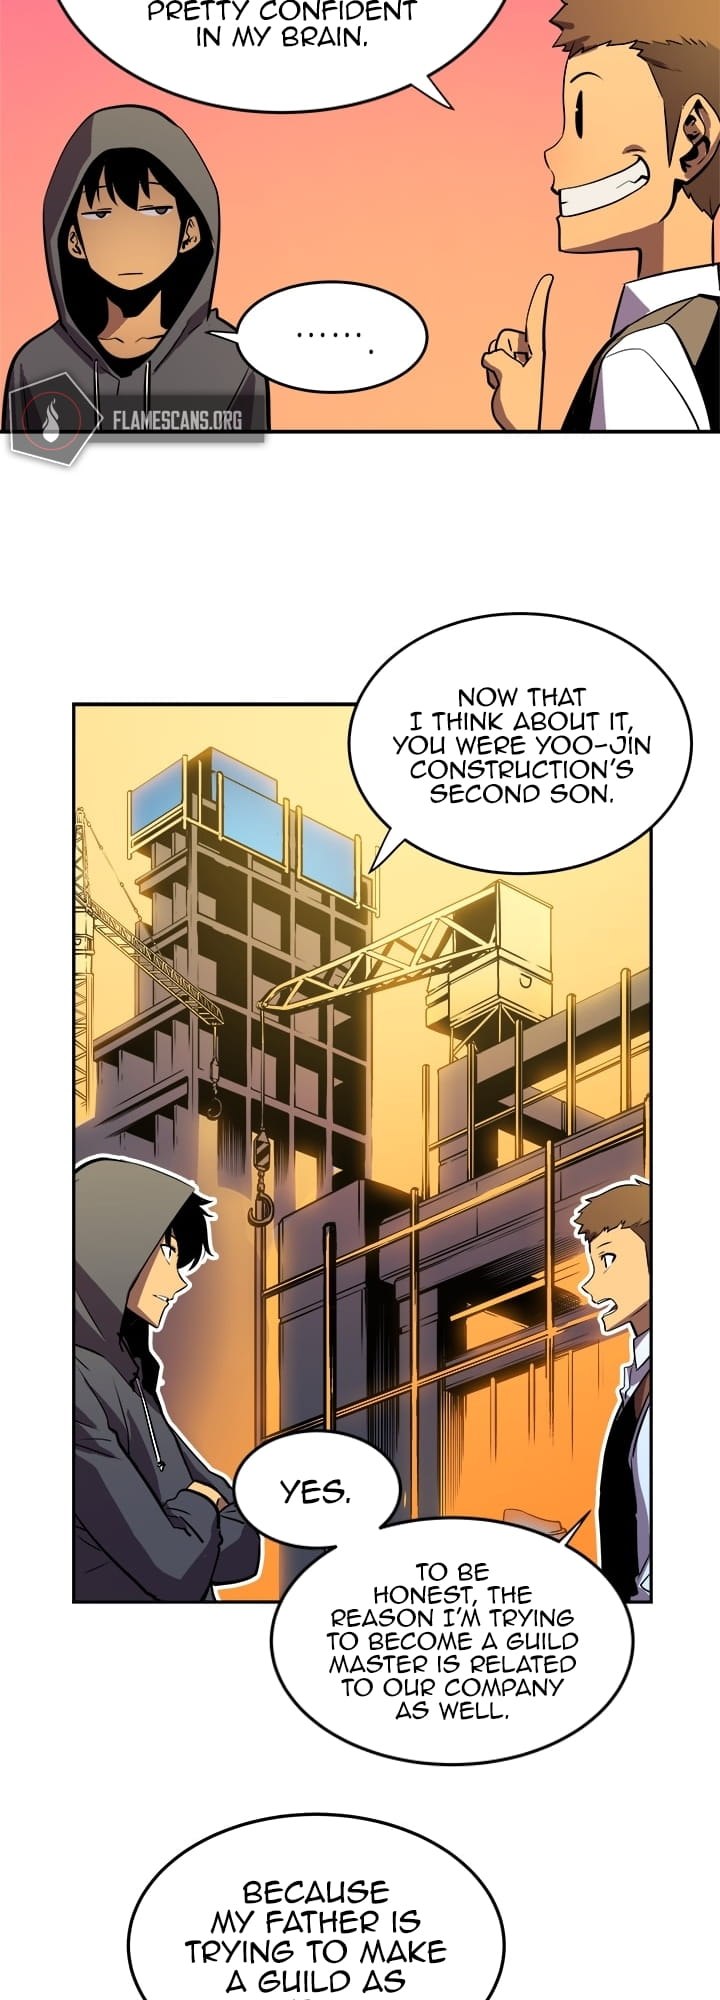 PRETTY CONFIDENT
IN MY BRAIN.
.......
FLAMESCANS.ORG
NOW THAT
I THINK ABOUT IT,
YOU WERE YOO-JIN
CONSTRUCTION'S
SECOND SON.
YES.
TO BE
HONEST, THE
REASON I'M TRYING
TO BECOME A GUILD
MASTER IS RELATED
TO OUR COMPANY
AS WELL.
BECAUSE
MY FATHER IS
TRYING TO MAKE
A GUILD AS